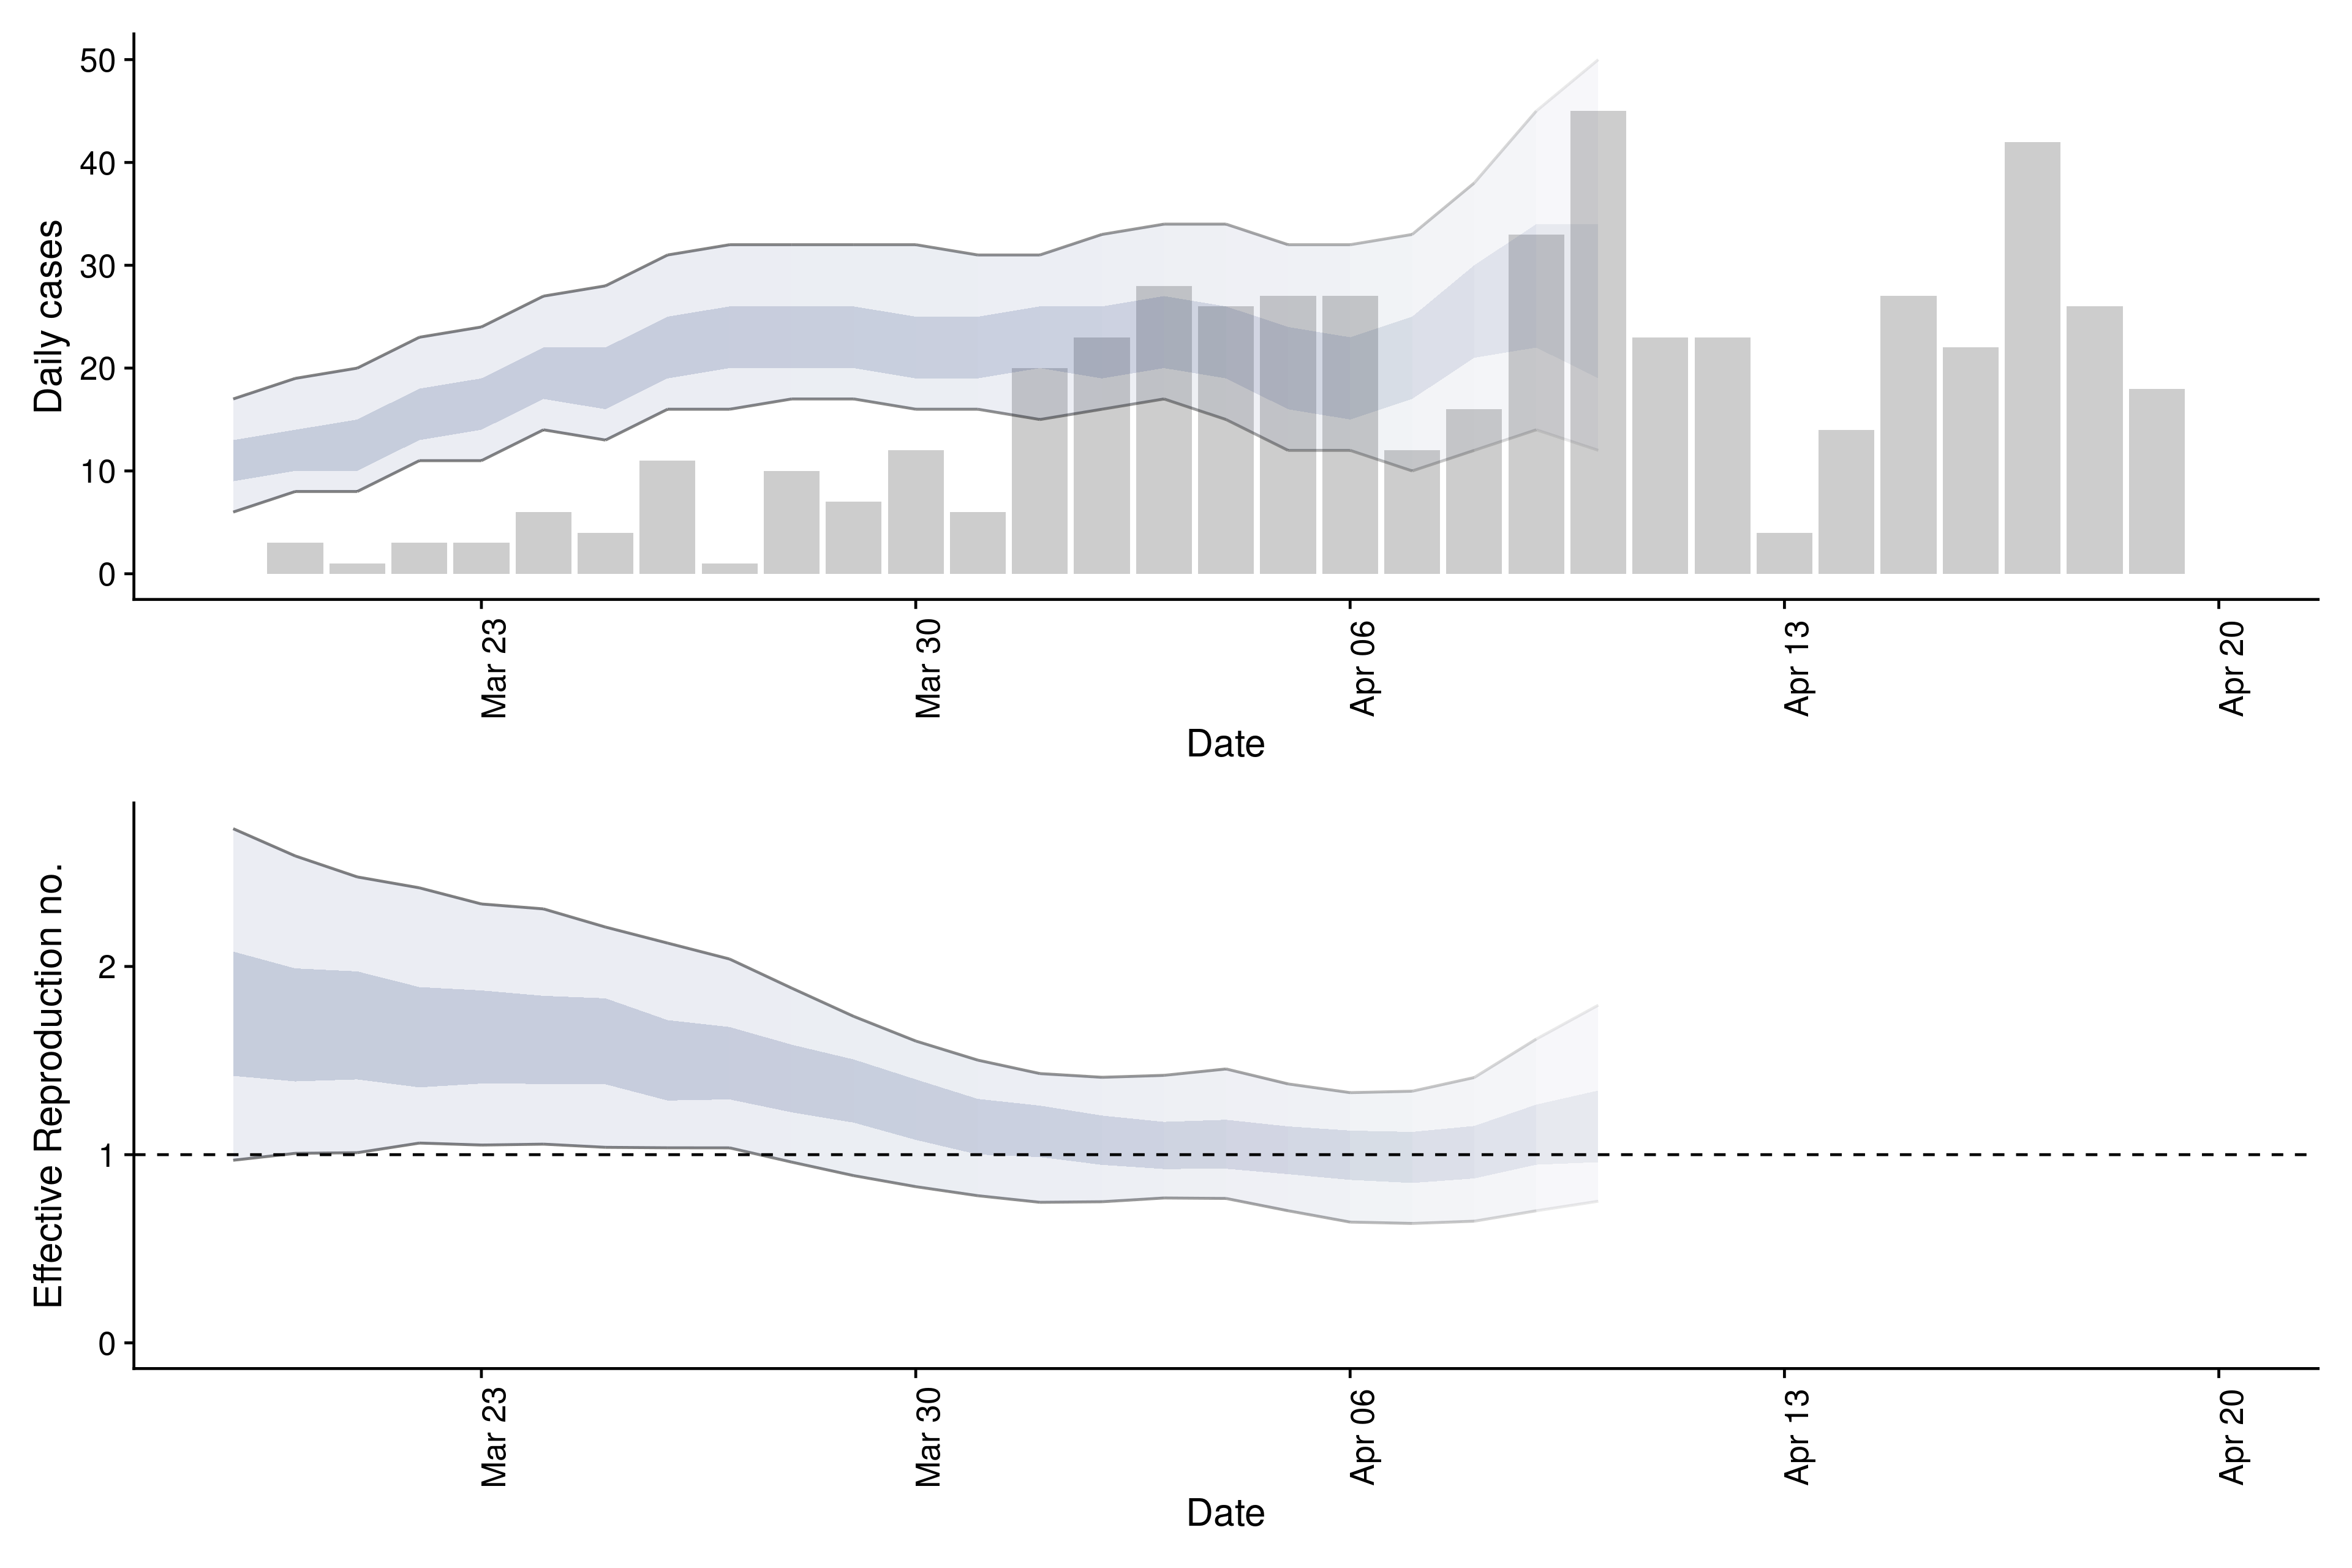 50
40
30
20
10
0
Daily cases
Mar 23
Mar 30
Apr 06
Apr 13
Apr 20
Date
2
1
0
Effective Reproduction no.
Mar 23
Mar 30
Apr 06
Apr 13
Apr 20
Date